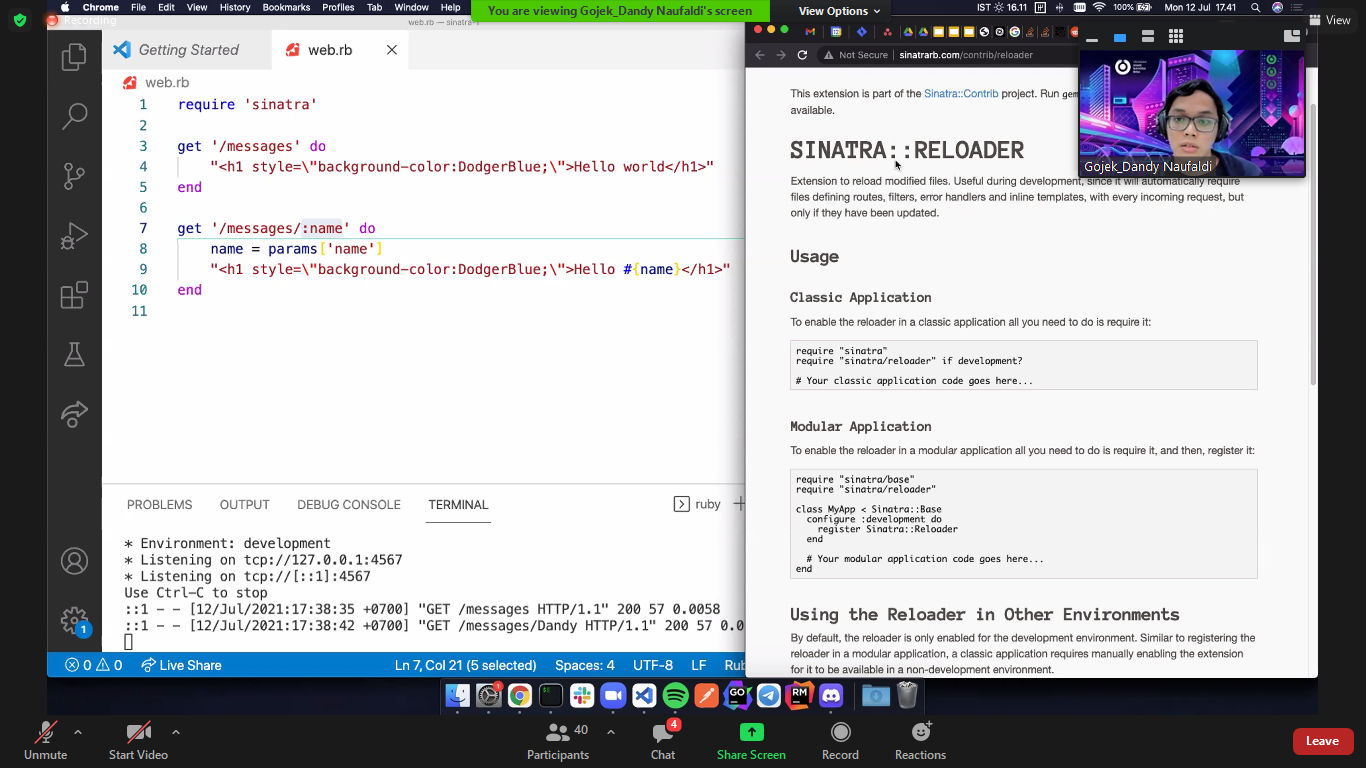 Recording
Chrome File Edit View History Bookmarks Profiles Tab Window Help
You are viewing Gojek_Dandy Naufaldi's screen
View Options
IST 16.11
100%
Mon 12 Jul 17.41
View
web.rb — sinatra-
Getting Started
web.rb
web.rb
1 require 'sinatra'
2
3 get '/messages' do
4 "<h1 style=\"background-color:DodgerBlue;\">Hello world</h1>"
5 end
6
7 get '/messages/:name' do
8 name = params['name']
9 "<h1 style=\"background-color:DodgerBlue;\">Hello #{name}</h1>"
10 end
11
PROBLEMS OUTPUT DEBUG CONSOLE TERMINAL
ruby
* Environment: development
* Listening on tcp://127.0.0.1:4567
* Listening on tcp://[::1]:4567
Use Ctrl-C to stop
::1 - - [12/Jul/2021:17:38:35 +0700] "GET /messages HTTP/1.1" 200 57 0.0058
::1 - - [12/Jul/2021:17:38:42 +0700] "GET /messages/Dandy HTTP/1.1" 200 57 0.0
1
0 0 Live Share
Ln 7, Col 21 (5 selected) Spaces: 4 UTF-8 LF Rub
Not Secure sinatrarb.com/contrib/reloader
This extension is part of the Sinatra::Contrib project. Run gem
available.
SINATRA::RELOADER
Extension to reload modified files. Useful during development, since it will automatically require
files defining routes, filters, error handlers and inline templates, with every incoming request, but
only if they have been updated.
Usage
Classic Application
To enable the reloader in a classic application all you need to do is require it:
require "sinatra"
require "sinatra/reloader" if development?
# Your classic application code goes here...
Modular Application
To enable the reloader in a modular application all you need to do is require it, and then, register it:
require "sinatra/base"
require "sinatra/reloader"
class MyApp < Sinatra::Base
configure :development do
register Sinatra::Reloader
end
# Your modular application code goes here...
end
Using the Reloader in Other Environments
By default, the reloader is only enabled for the development environment. Similar to registering the
reloader in a modular application, a classic application requires manually enabling the extension
for it to be available in a non-development environment.
Gojek_Dandy Naufaldi
1
GO
RM
Unmute
Start Video
Participants
40
Chat
4
Share Screen
Record
Reactions
Leave